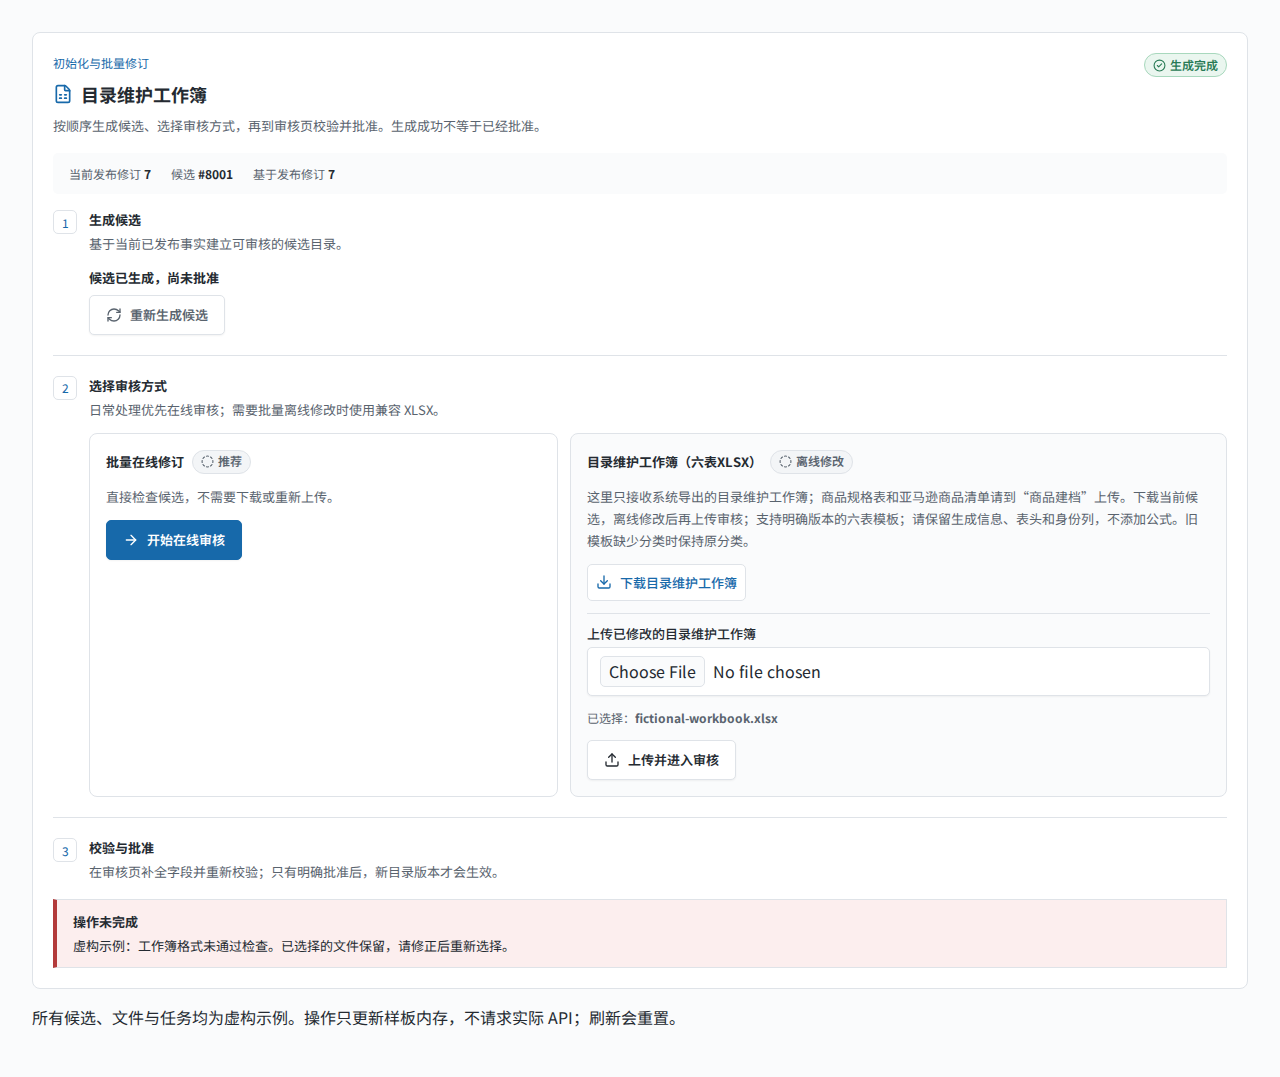 初始化与批量修订
生成完成
目录维护工作簿
按顺序生成候选、选择审核方式，再到审核页校验并批准。生成成功不等于已经批准。
当前发布修订 7 候选 #8001 基于发布修订 7
1 生成候选
基于当前已发布事实建立可审核的候选目录。
候选已生成，尚未批准
重新生成候选
2 选择审核方式
日常处理优先在线审核；需要批量离线修改时使用兼容 XLSX。
批量在线修订 推荐
直接检查候选，不需要下载或重新上传。
开始在线审核
目录维护工作簿（六表XLSX） 离线修改
这里只接收系统导出的目录维护工作簿；商品规格表和亚马逊商品清单请到“商品建档”上传。下载当前候
选，离线修改后再上传审核；支持明确版本的六表模板；请保留生成信息、表头和身份列，不添加公式。旧
模板缺少分类时保持原分类。
下载目录维护工作簿
上传已修改的目录维护工作簿
Choose File No file chosen
已选择：fictional-workbook.xlsx
上传并进入审核
3 校验与批准
在审核页补全字段并重新校验；只有明确批准后，新目录版本才会生效。
操作未完成
虚构示例：工作簿格式未通过检查。已选择的文件保留，请修正后重新选择。
所有候选、文件与任务均为虚构示例。操作只更新样板内存，不请求实际 API；刷新会重置。